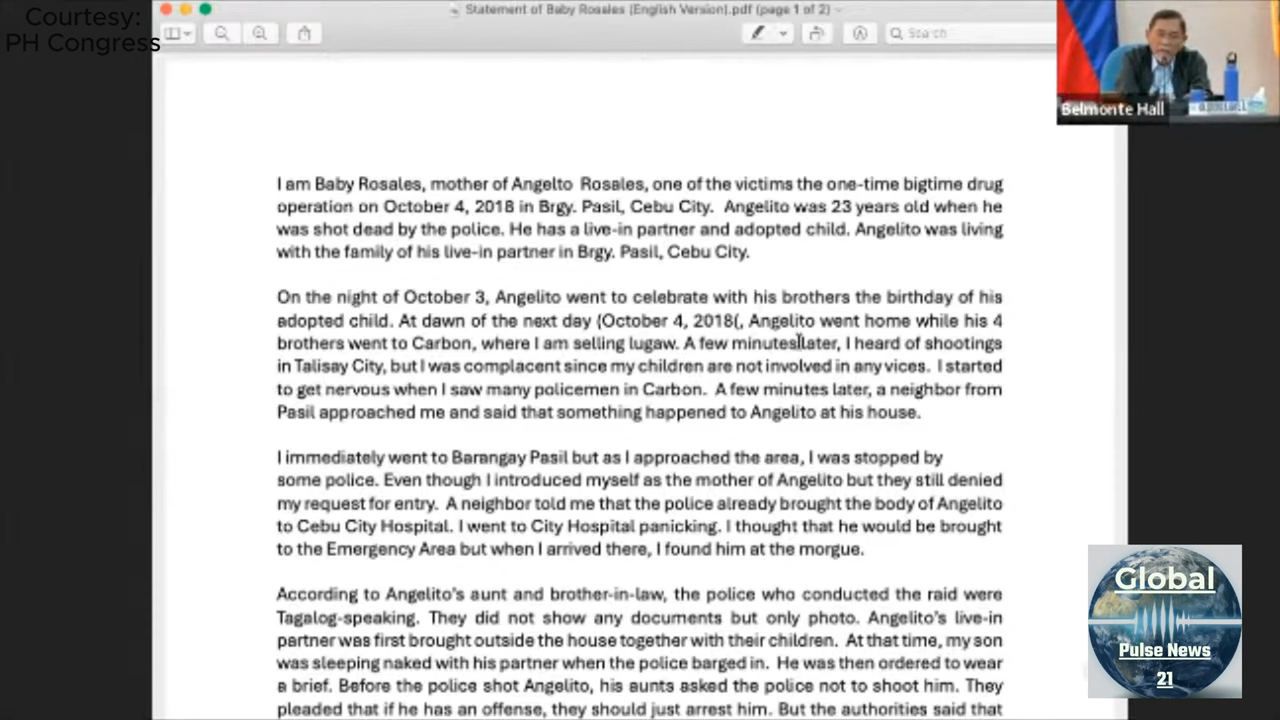 Courtesy:
PH Congress
Statement of Baby Rosales (English Version).pdf (page 1 of 2)
Search
Belmonte Hall
I am Baby Rosales, mother of Angelto Rosales, one of the victims the one-time bigtime drug
operation on October 4, 2018 in Brgy. Pasil, Cebu City. Angelito was 23 years old when he
was shot dead by the police. He has a live-in partner and adopted child. Angelito was living
with the family of his live-in partner in Brgy. Pasil, Cebu City.
On the night of October 3, Angelito went to celebrate with his brothers the birthday of his
adopted child. At dawn of the next day (October 4, 2018(, Angelito went home while his 4
brothers went to Carbon, where I am selling lugaw. A few minutes later, I heard of shootings
in Talisay City, but I was complacent since my children are not involved in any vices. I started
to get nervous when I saw many policemen in Carbon. A few minutes later, a neighbor from
Pasil approached me and said that something happened to Angelito at his house.
I immediately went to Barangay Pasil but as I approached the area, I was stopped by
some police. Even though I introduced myself as the mother of Angelito but they still denied
my request for entry. A neighbor told me that the police already brought the body of Angelito
to Cebu City Hospital. I went to City Hospital panicking. I thought that he would be brought
to the Emergency Area but when I arrived there, I found him at the morgue.
According to Angelito's aunt and brother-in-law, the police who conducted the raid were
Tagalog-speaking. They did not show any documents but only photo. Angelito's live-in
partner was first brought outside the house together with their children. At that time, my son
was sleeping naked with his partner when the police barged in. He was then ordered to wear
a brief. Before the police shot Angelito, his aunts asked the police not to shoot him. They
pleaded that if he has an offense, they should just arrest him. But the authorities said that
Global
Pulse News
21